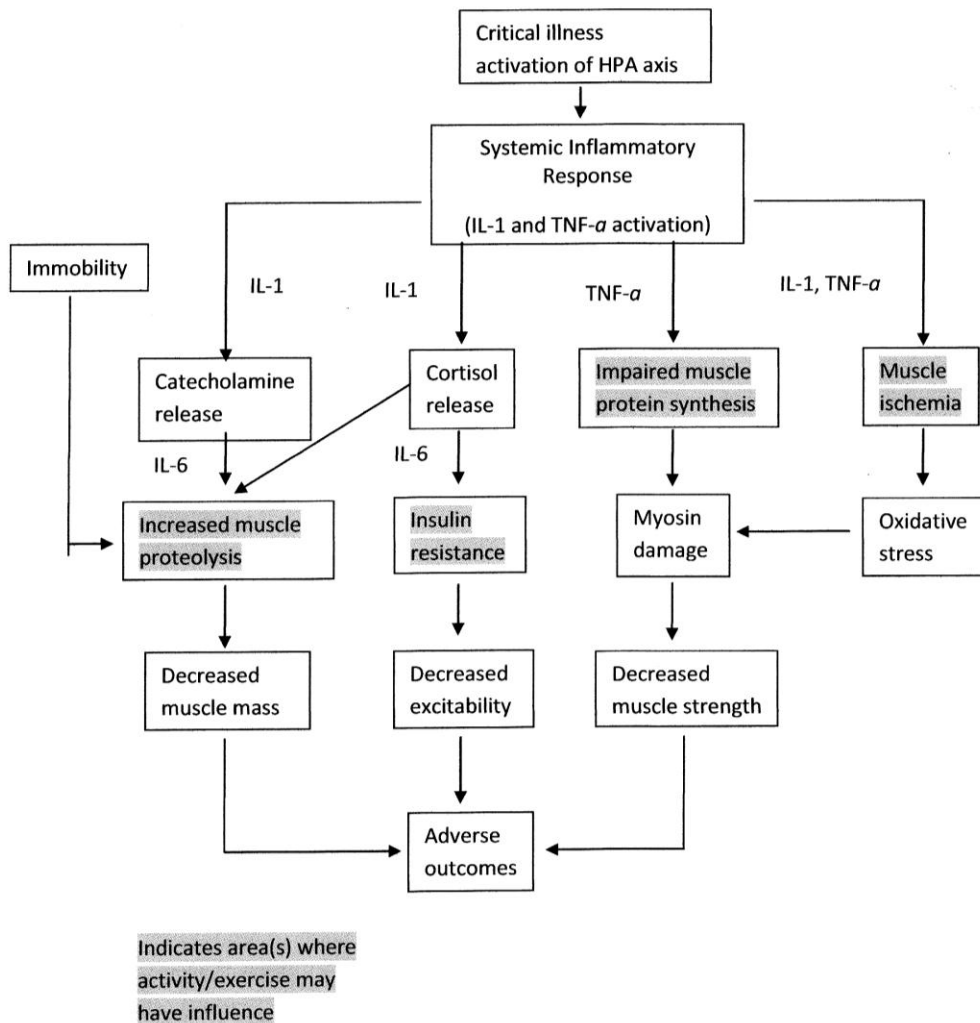 Critical illness
activation of HPA axis
Systemic Inflammatory
Response
(IL-1 and TNF-a activation)
Immobility
IL-1
IL-1
TNF-a
IL-1, TNF-a
Catecholamine
release
Cortisol
release
Impaired muscle
protein synthesis
Muscle
ischemia
IL-6
IL-6
Increased muscle
proteolysis
Insulin
resistance
Myosin
damage
Oxidative
stress
Decreased
muscle mass
Decreased
excitability
Decreased
muscle strength
Adverse
outcomes
Indicates area(s) where
activity/exercise may
have influence